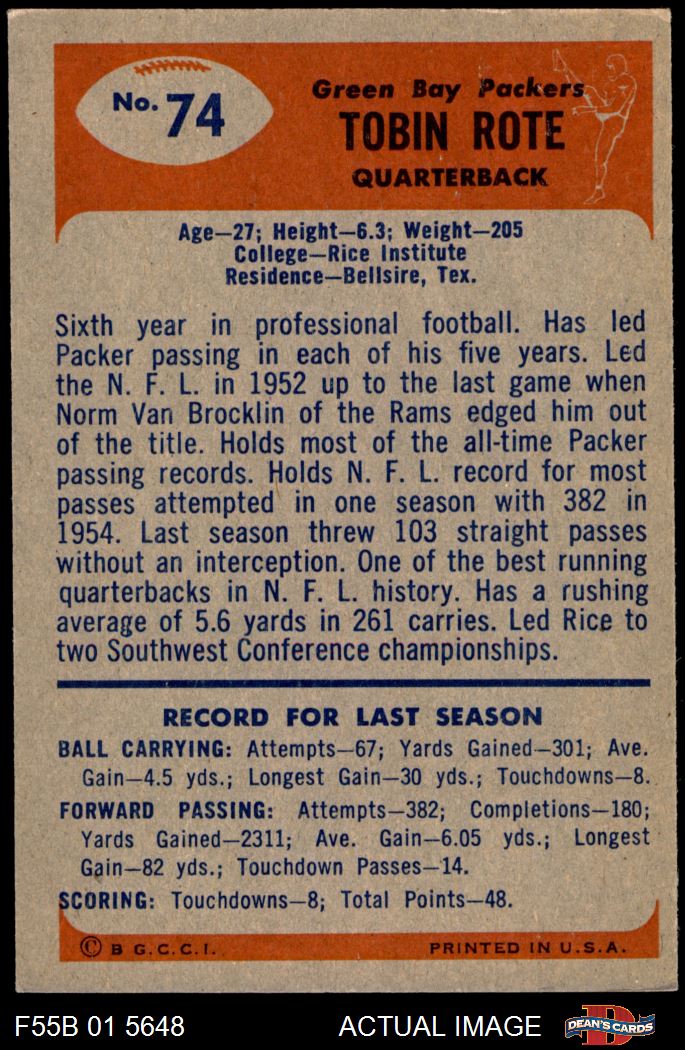 No. 74
Green Bay Packers
TOBIN ROTE
QUARTERBACK
Age—27; Height—6.3; Weight—205
College—Rice Institute
Residence—Bellsire, Tex.
Sixth year in professional football. Has led
Packer passing in each of his five years. Led
the N. F. L. in 1952 up to the last game when
Norm Van Brocklin of the Rams edged him out
of the title. Holds most of the all-time Packer
passing records. Holds N. F. L. record for most
passes attempted in one season with 382 in
1954. Last season threw 103 straight passes
without an interception. One of the best running
quarterbacks in N. F. L. history. Has a rushing
average of 5.6 yards in 261 carries. Led Rice to
two Southwest Conference championships.
RECORD FOR LAST SEASON
BALL CARRYING: Attempts—67; Yards Gained—301; Ave.
Gain—4.5 yds.; Longest Gain—30 yds.; Touchdowns—8.
FORWARD PASSING: Attempts—382; Completions—180;
Yards Gained—2311; Ave. Gain—6.05 yds.; Longest
Gain—82 yds.; Touchdown Passes—14.
SCORING: Touchdowns—8; Total Points—48.
© B G. C. C. I. PRINTED IN U.S.A.
F55B 01 5648 ACTUAL IMAGE D DEAN'S CARDS